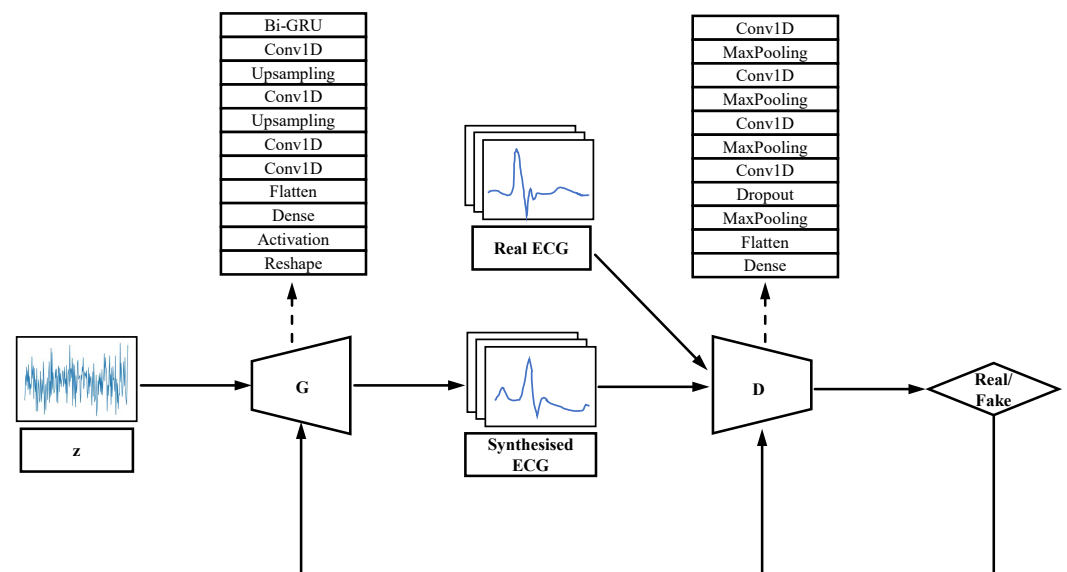 Bi-GRU
Conv1D
Upsampling
Conv1D
Upsampling
Conv1D
Conv1D
Flatten
Dense
Activation
Reshape
Conv1D
MaxPooling
Conv1D
MaxPooling
Conv1D
MaxPooling
Conv1D
Dropout
MaxPooling
Flatten
Dense
Real ECG
z
G
Synthesised
ECG
D
Real/
Fake